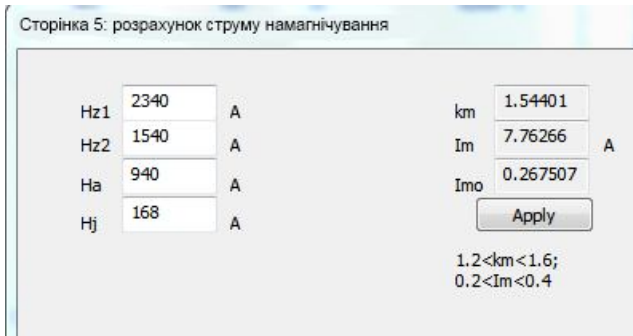 Сторінка 5: розрахунок струму намагнічування
Hz1 2340 A km 1.54401
Hz2 1540 A Im 7.76266 A
Ha 940 A Imo 0.267507
Hj 168 A Apply
1.2<km<1.6;
0.2<Im<0.4